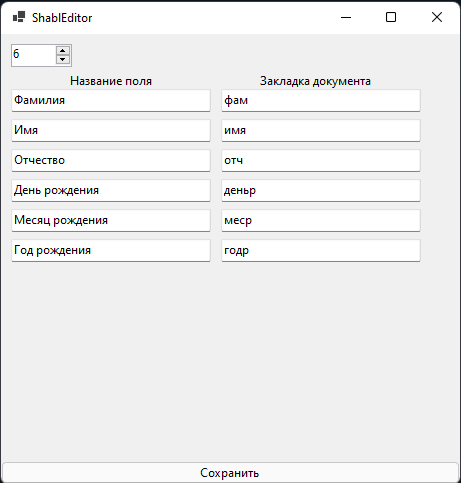 ShablEditor
6
Название поля Закладка документа
Фамилия фам
Имя имя
Отчество отч
День рождения деньр
Месяц рождения меср
Год рождения годр
Сохранить